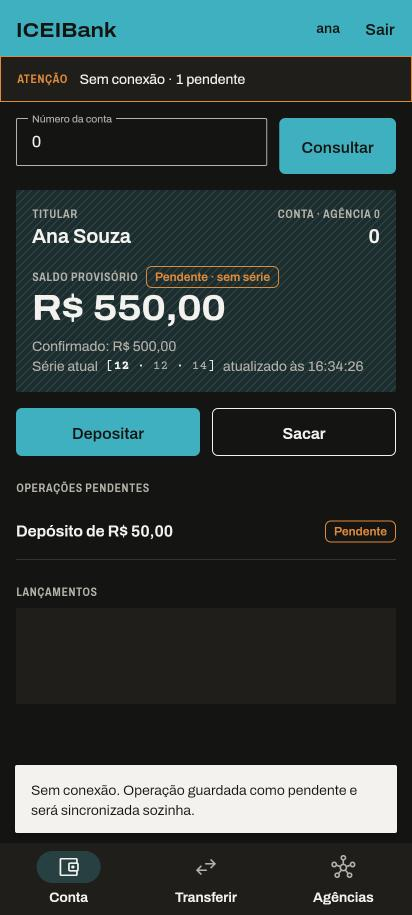 ICEIBank
ana
Sair
ATENÇÃO Sem conexão · 1 pendente
Número da conta
0
Consultar
TITULAR
CONTA · AGÊNCIA 0
Ana Souza
0
SALDO PROVISÓRIO
Pendente · sem série
R$ 550,00
Confirmado: R$ 500,00
Série atual [12 · 12 · 14] atualizado às 16:34:26
Depositar
Sacar
OPERAÇÕES PENDENTES
Depósito de R$ 50,00
Pendente
LANÇAMENTOS
Sem conexão. Operação guardada como pendente e
será sincronizada sozinha.
Conta
Transferir
Agências